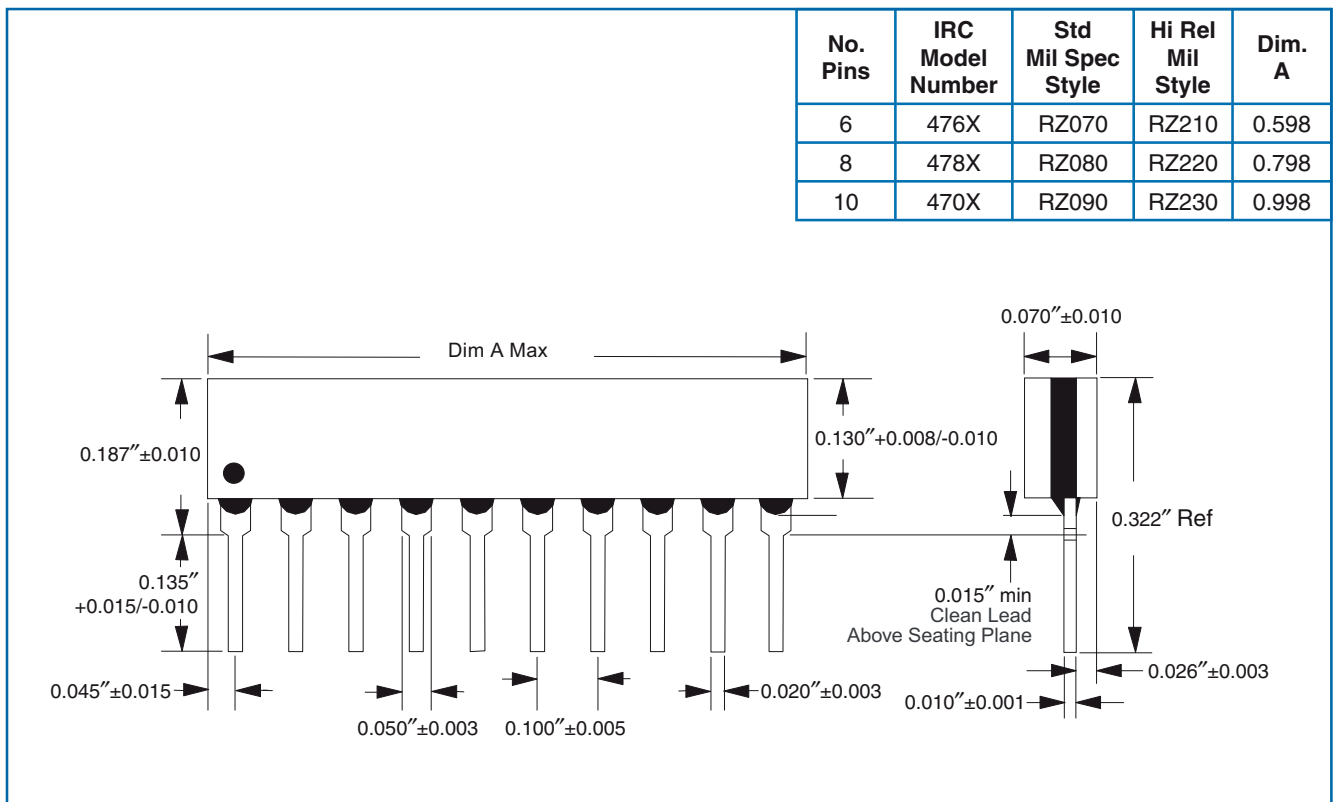 No. Pins IRC Model Number Std Mil Spec Style Hi Rel Mil Style Dim. A
6 476X RZ070 RZ210 0.598
8 478X RZ080 RZ220 0.798
10 470X RZ090 RZ230 0.998
0.070″±0.010
Dim A Max
0.187″±0.010
0.130″+0.008/-0.010
0.322″ Ref
0.135″
+0.015/-0.010
0.015″ min
Clean Lead
Above Seating Plane
0.045″±0.015
0.050″±0.003
0.100″±0.005
0.020″±0.003
0.010″±0.001
0.026″±0.003